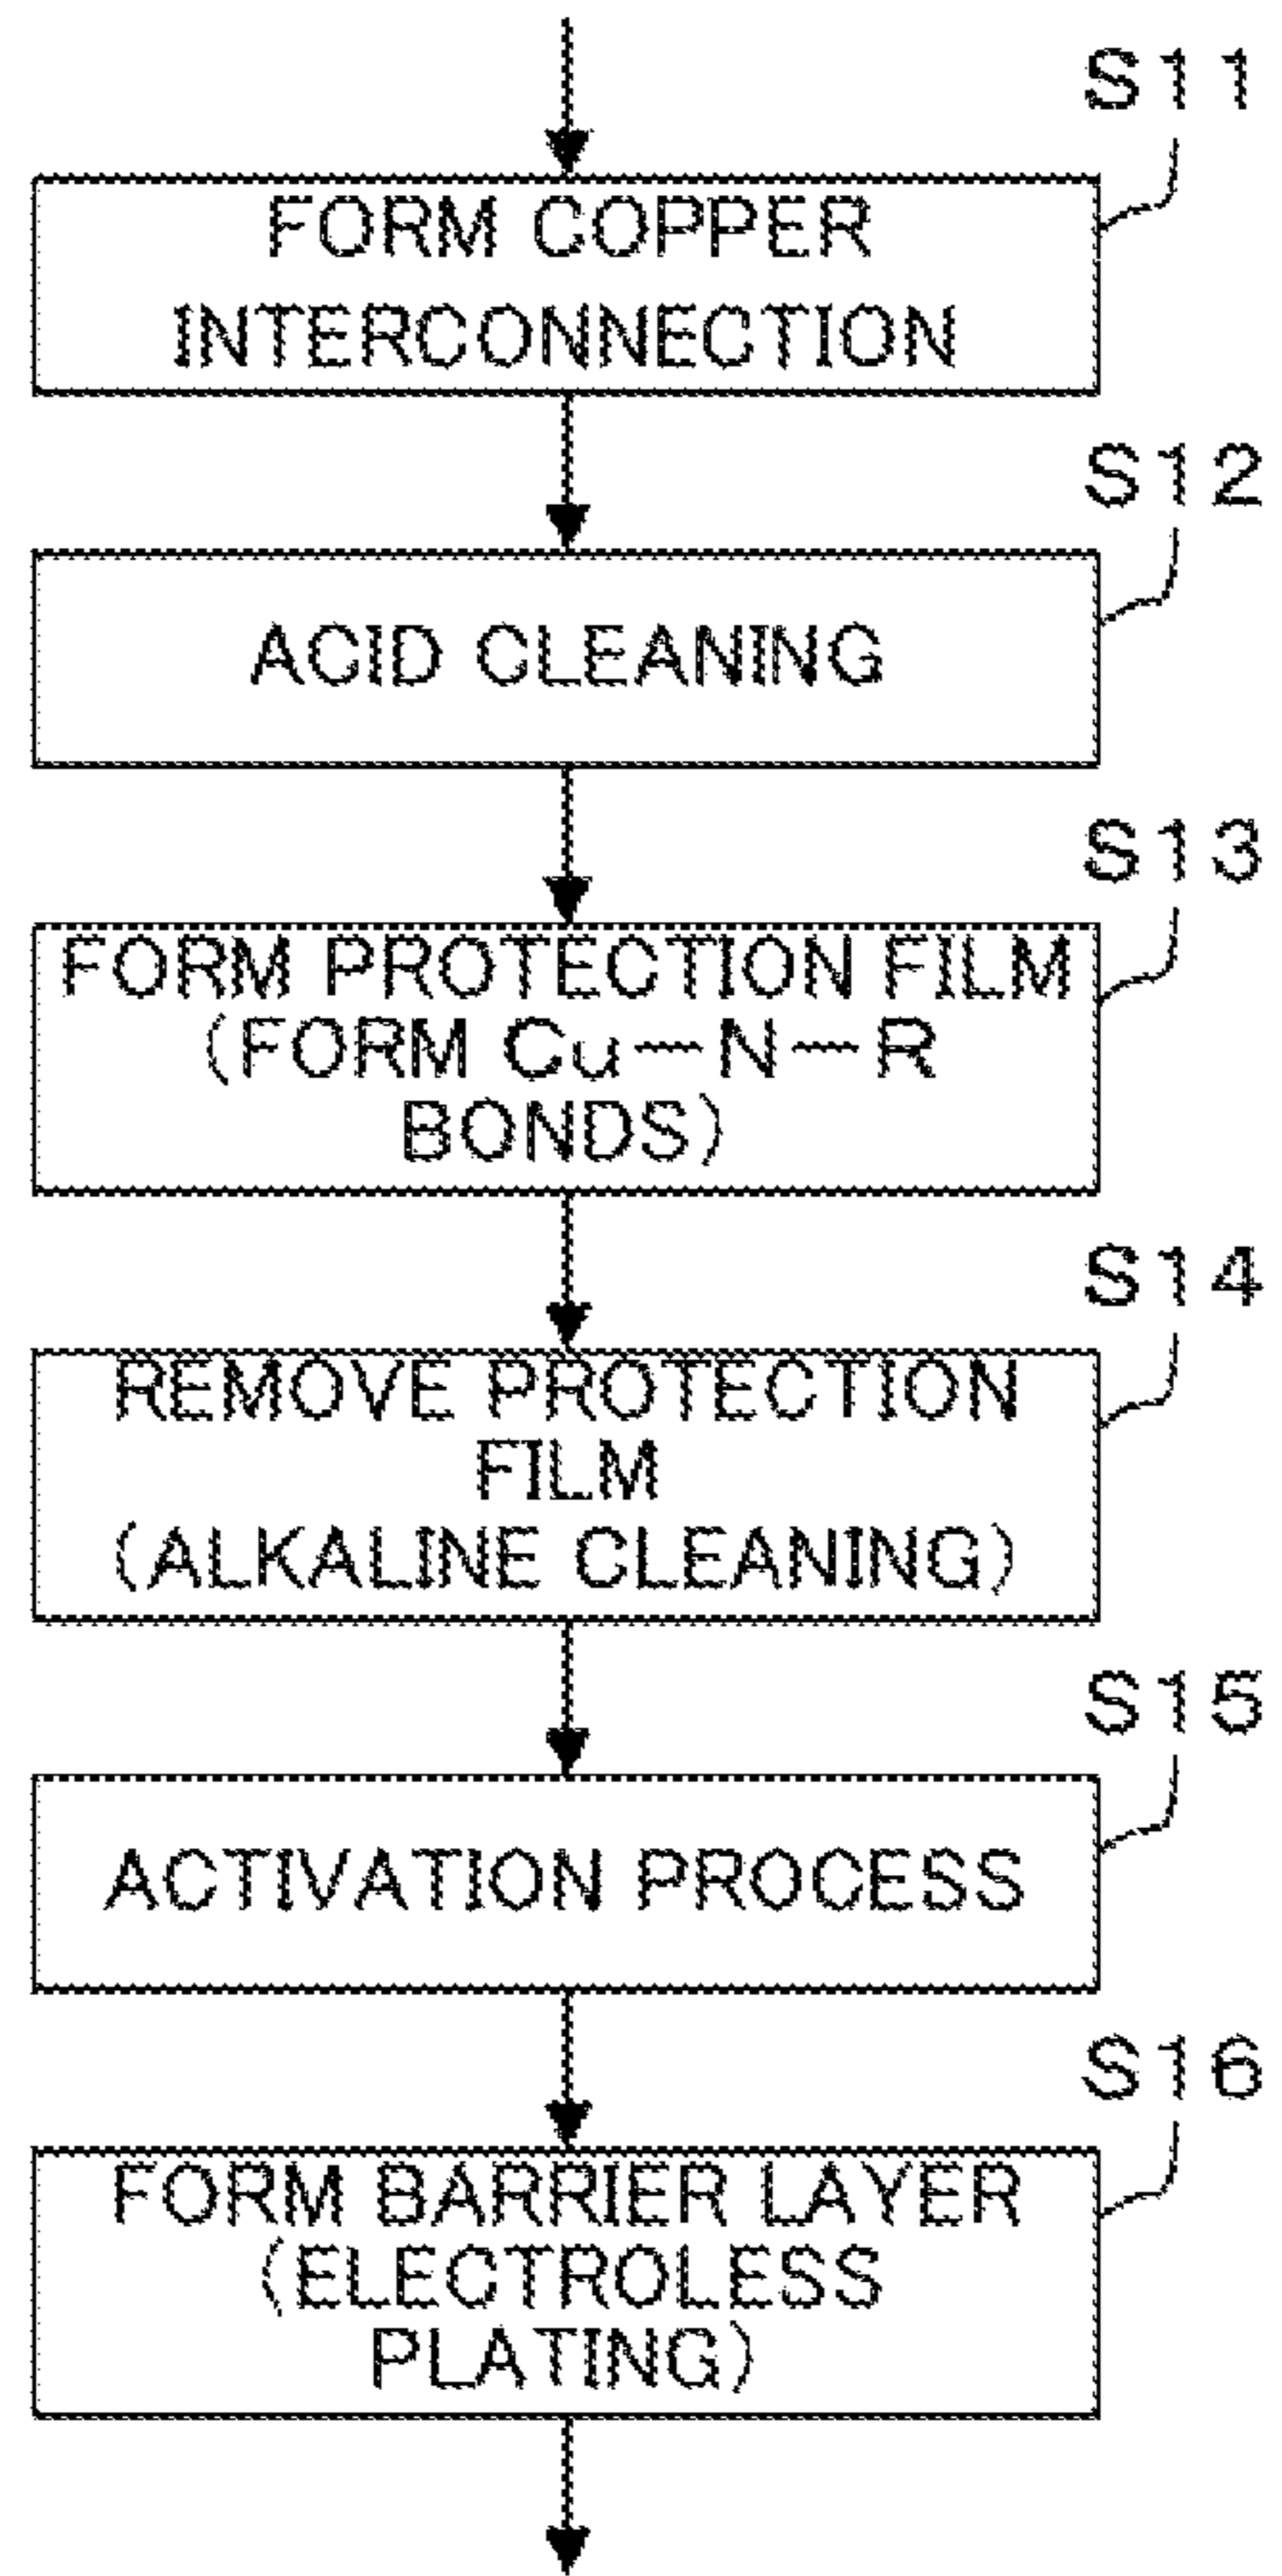 S11
FORM COPPER
INTERCONNECTION
S12
ACID CLEANING
S13
FORM PROTECTION FILM
(FORM Cu-N-R
BONDS)
S14
REMOVE PROTECTION
FILM
(ALKALINE CLEANING)
S15
ACTIVATION PROCESS
S16
FORM BARRIER LAYER
(ELECTROLESS
PLATING)